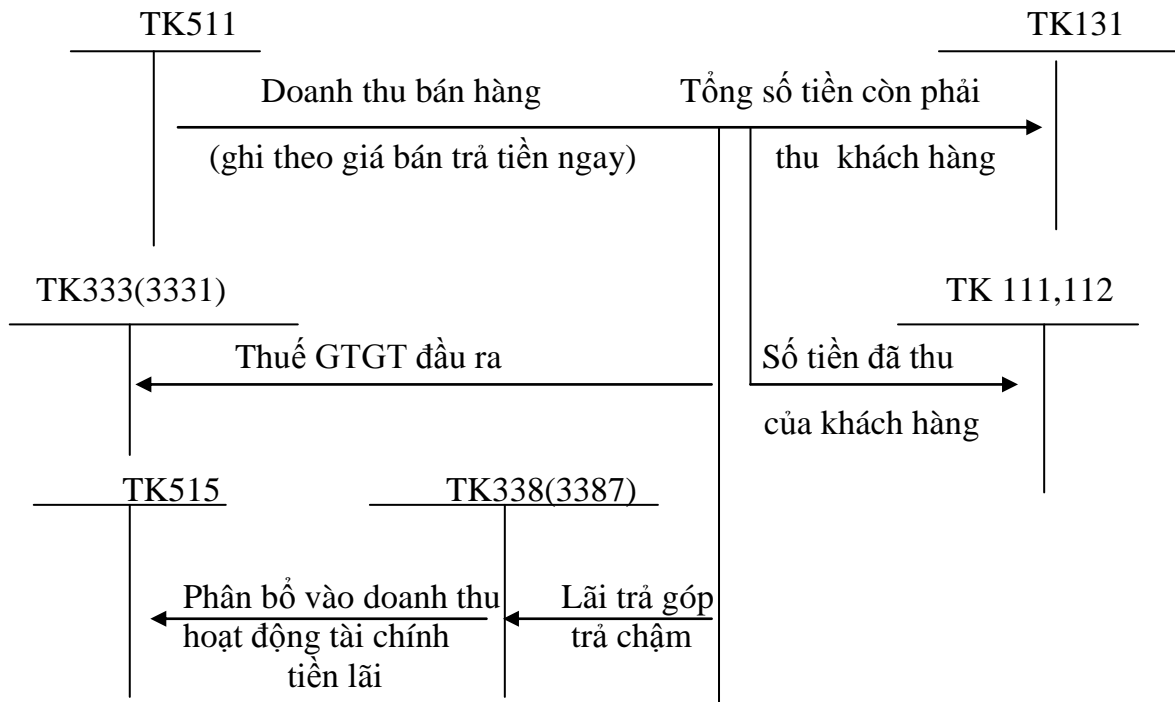 TK511
TK131
Doanh thu bán hàng
Tổng số tiền còn phải
(ghi theo giá bán trả tiền ngay)
thu khách hàng
TK333(3331)
TK 111,112
Thuế GTGT đầu ra
Số tiền đã thu
của khách hàng
TK515
TK338(3387)
Phân bổ vào doanh thu
hoạt động tài chính
tiền lãi
Lãi trả góp
trả chậm